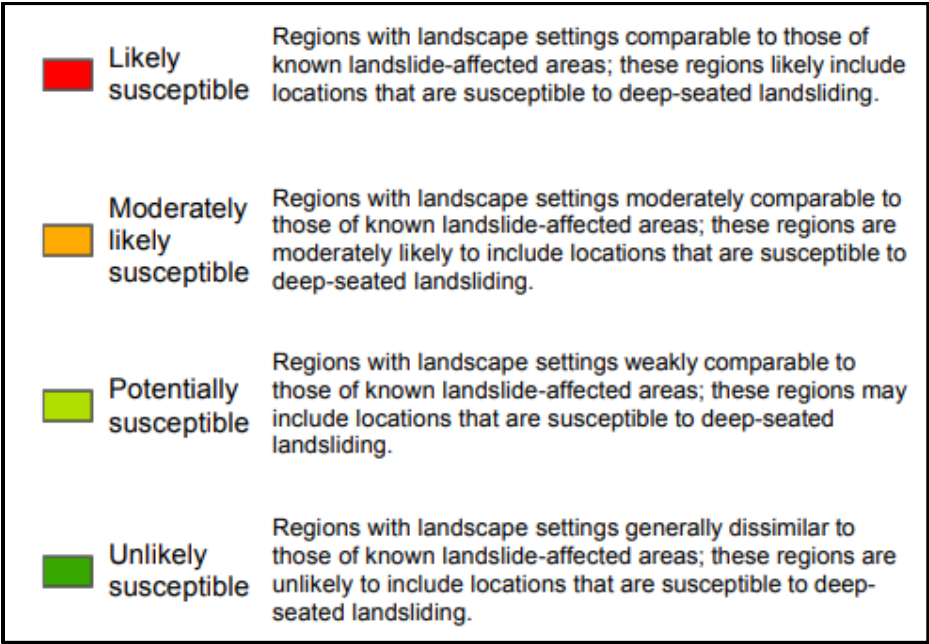 Likely
susceptible
Regions with landscape settings comparable to those of
known landslide-affected areas; these regions likely include
locations that are susceptible to deep-seated landsliding.
Moderately
likely
susceptible
Regions with landscape settings moderately comparable to
those of known landslide-affected areas; these regions are
moderately likely to include locations that are susceptible to
deep-seated landsliding.
Potentially
susceptible
Regions with landscape settings weakly comparable to
those of known landslide-affected areas; these regions may
include locations that are susceptible to deep-seated
landsliding.
Unlikely
susceptible
Regions with landscape settings generally dissimilar to
those of known landslide-affected areas; these regions are
unlikely to include locations that are susceptible to deep-
seated landsliding.